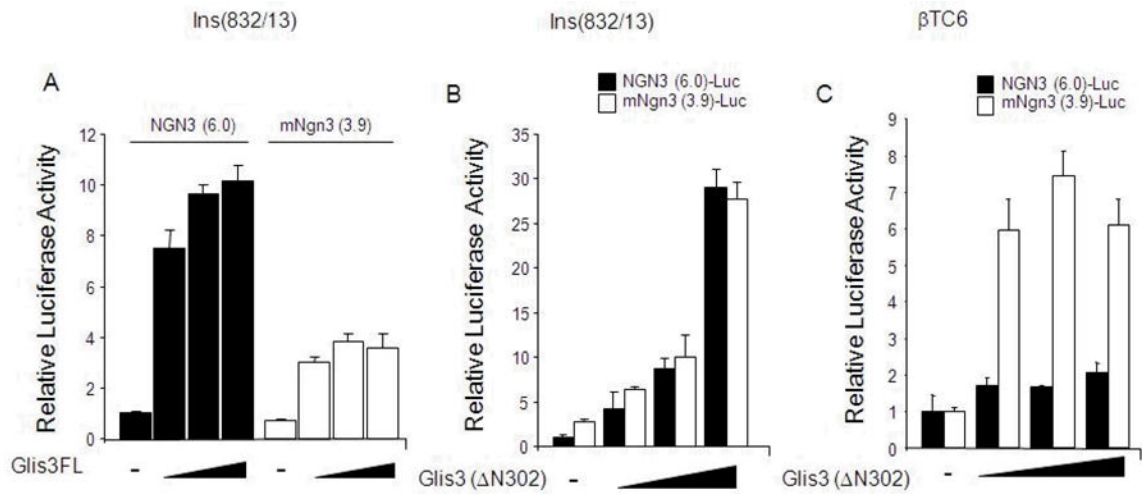 Ins(832/13)
Ins(832/13)
βTC6
A
NGN3 (6.0)
mNgn3 (3.9)
Relative Luciferase Activity
12
10
8
6
4
2
0
Glis3FL
-
-
B
NGN3 (6.0)-Luc
mNgn3 (3.9)-Luc
Relative Luciferase Activity
35
30
25
20
15
10
5
0
Glis3 (ΔN302)
-
C
NGN3 (6.0)-Luc
mNgn3 (3.9)-Luc
Relative Luciferase Activity
9
8
7
6
5
4
3
2
1
0
Glis3 (ΔN302)
-